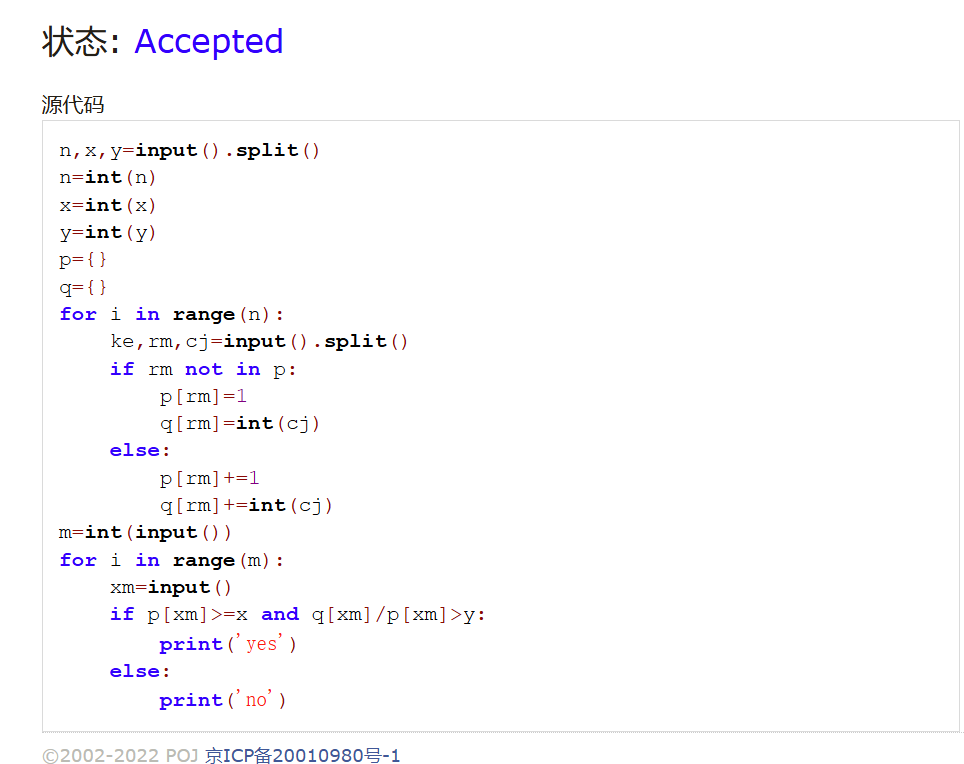 状态: Accepted
源代码
n,x,y=input().split()
n=int(n)
x=int(x)
y=int(y)
p={}
q={}
for i in range(n):
    ke,rm,cj=input().split()
    if rm not in p:
        p[rm]=1
        q[rm]=int(cj)
    else:
        p[rm]+=1
        q[rm]+=int(cj)
m=int(input())
for i in range(m):
    xm=input()
    if p[xm]>=x and q[xm]/p[xm]>y:
        print('yes')
    else:
        print('no')
©2002-2022 POJ 京ICP备20010980号-1